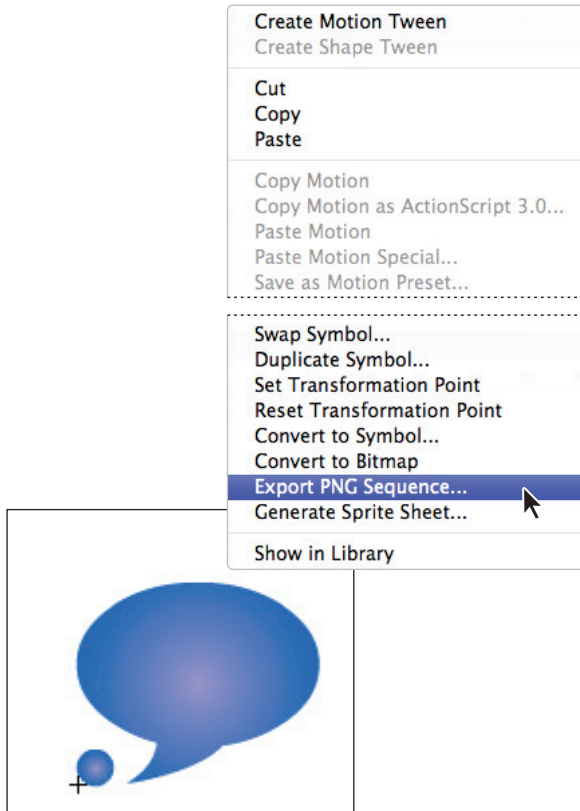 Create Motion Tween
Create Shape Tween
Cut
Copy
Paste
Copy Motion
Copy Motion as ActionScript 3.0...
Paste Motion
Paste Motion Special...
Save as Motion Preset...
Swap Symbol...
Duplicate Symbol...
Set Transformation Point
Reset Transformation Point
Convert to Symbol...
Convert to Bitmap
Export PNG Sequence...
Generate Sprite Sheet...
Show in Library